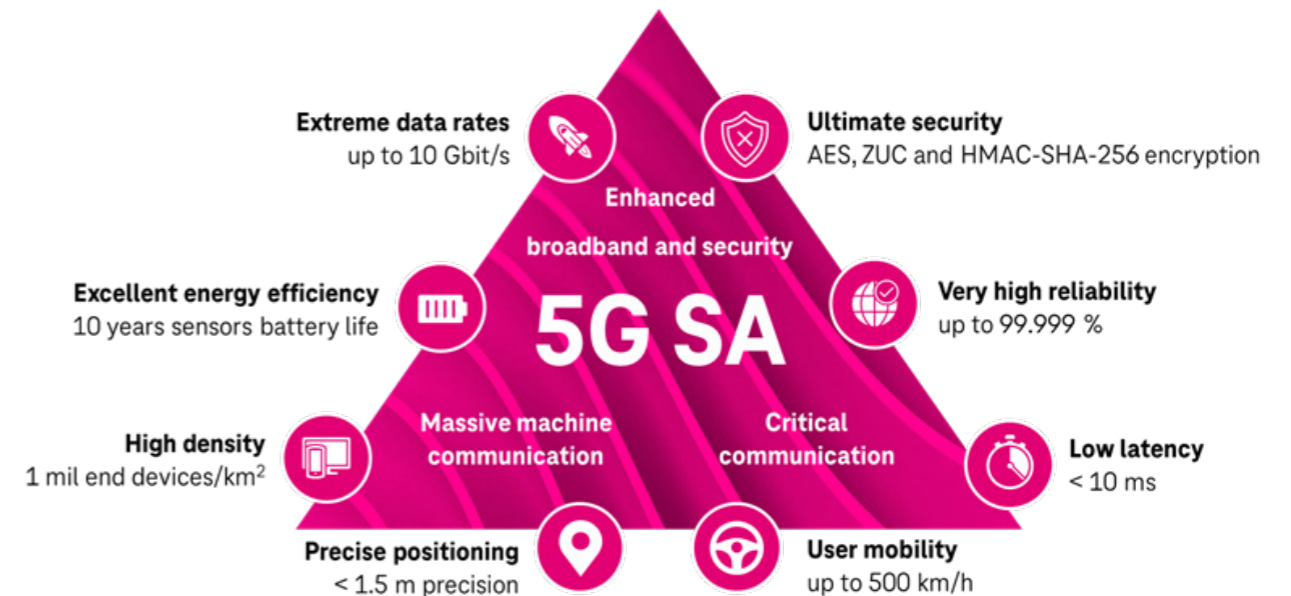 Extreme data rates
up to 10 Gbit/s
Ultimate security
AES, ZUC and HMAC-SHA-256 encryption
Enhanced
broadband and security
Excellent energy efficiency
10 years sensors battery life
5G SA
Very high reliability
up to 99.999 %
High density
1 mil end devices/km²
Massive machine
communication
Critical
communication
Low latency
< 10 ms
Precise positioning
< 1.5 m precision
User mobility
up to 500 km/h